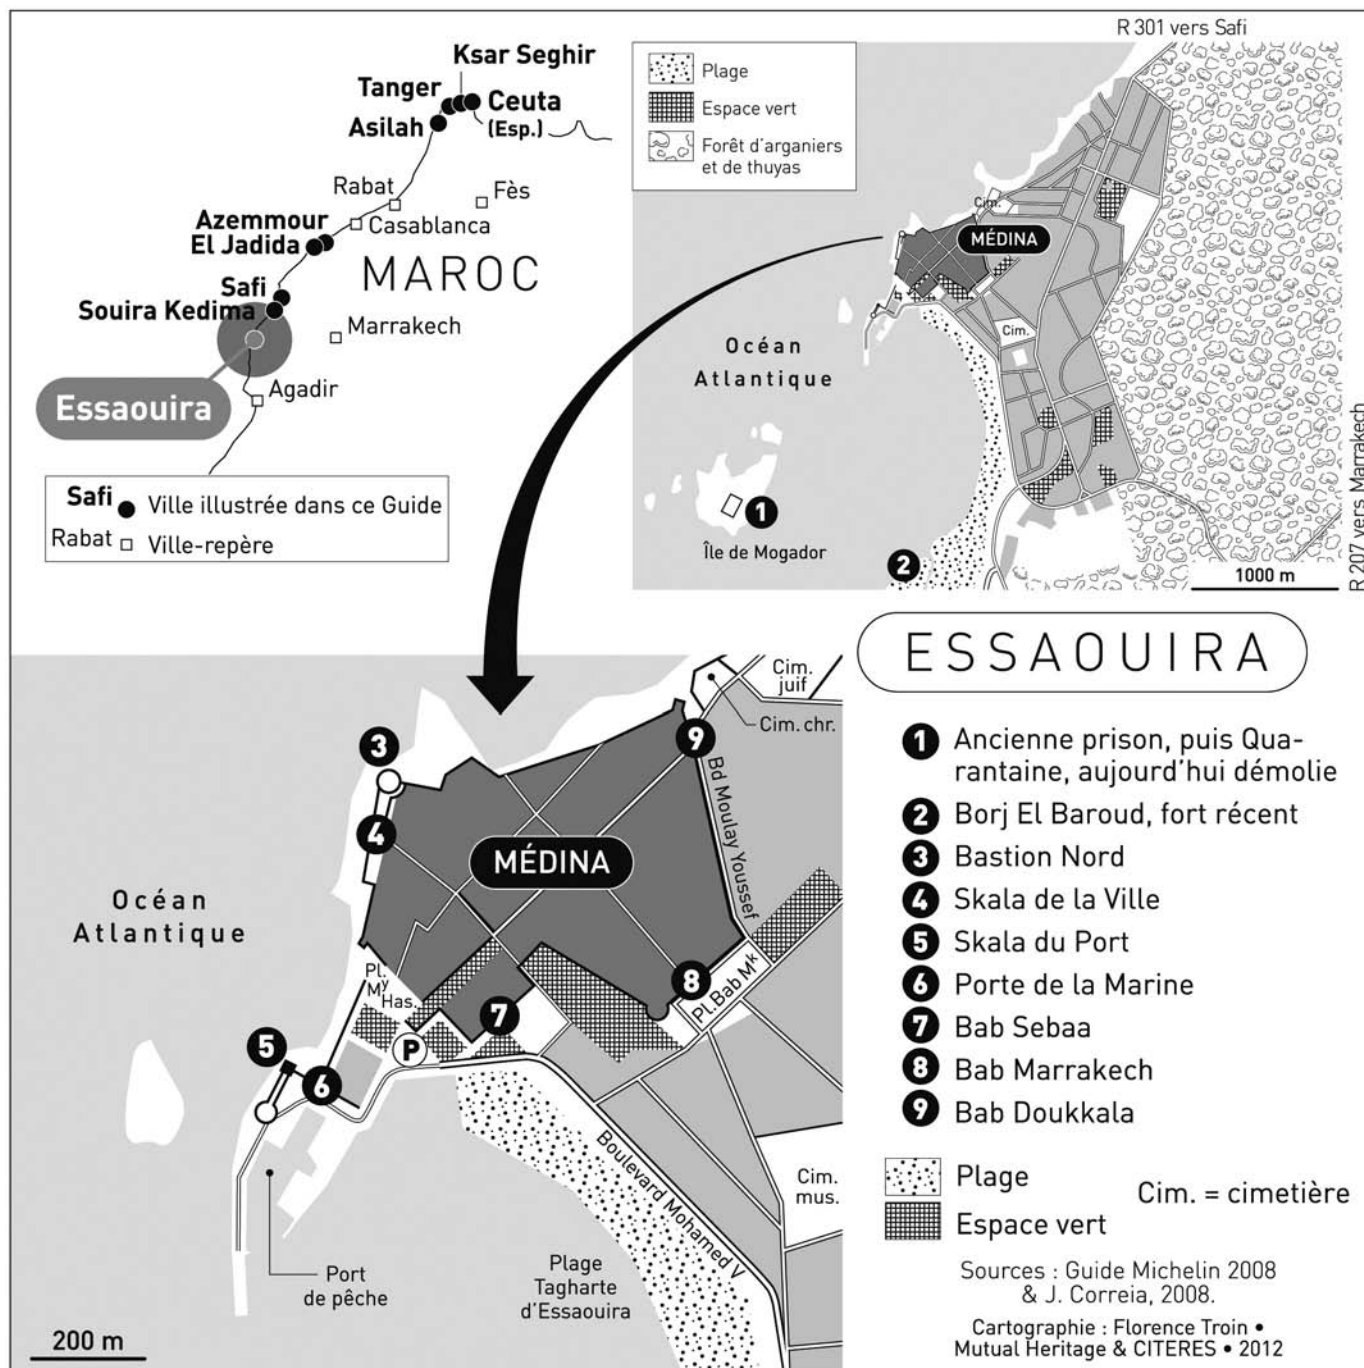 Ksar Seghir
Tanger
Ceuta
(Esp.)
Asilah
Rabat
Fès
Casablanca
Azemmour
El Jadida
MAROC
Safi
Souira Kedima
Marrakech
Essaouira
Agadir
Safi Ville illustrée dans ce Guide
Rabat Ville-repère
R 301 vers Safi
Plage
Espace vert
Forêt d'arganiers
et de thuyas
Cim.
MÉDINA
Cim.
Océan
Atlantique
1
Île de Mogador
2
1000 m
R 207 vers Marrakech
ESSAOUIRA
1 Ancienne prison, puis Qua-
rantaine, aujourd'hui démolie
2 Borj El Baroud, fort récent
3 Bastion Nord
4 Skala de la Ville
5 Skala du Port
6 Porte de la Marine
7 Bab Sebaa
8 Bab Marrakech
9 Bab Doukkala
Plage
Espace vert
Cim. = cimetière
Sources : Guide Michelin 2008
& J. Correia, 2008.
Cartographie : Florence Troin •
Mutual Heritage & CITERES • 2012
Cim.
juif
Cim. chr.
3
9
Bd Moulay Youssef
4
MÉDINA
Océan
Atlantique
Pl.
My
Has.
8
Pl. Bab Mk
7
P
5
6
Boulevard Mohamed V
Cim.
mus.
Port
de pêche
Plage
Tagharte
d'Essaouira
200 m